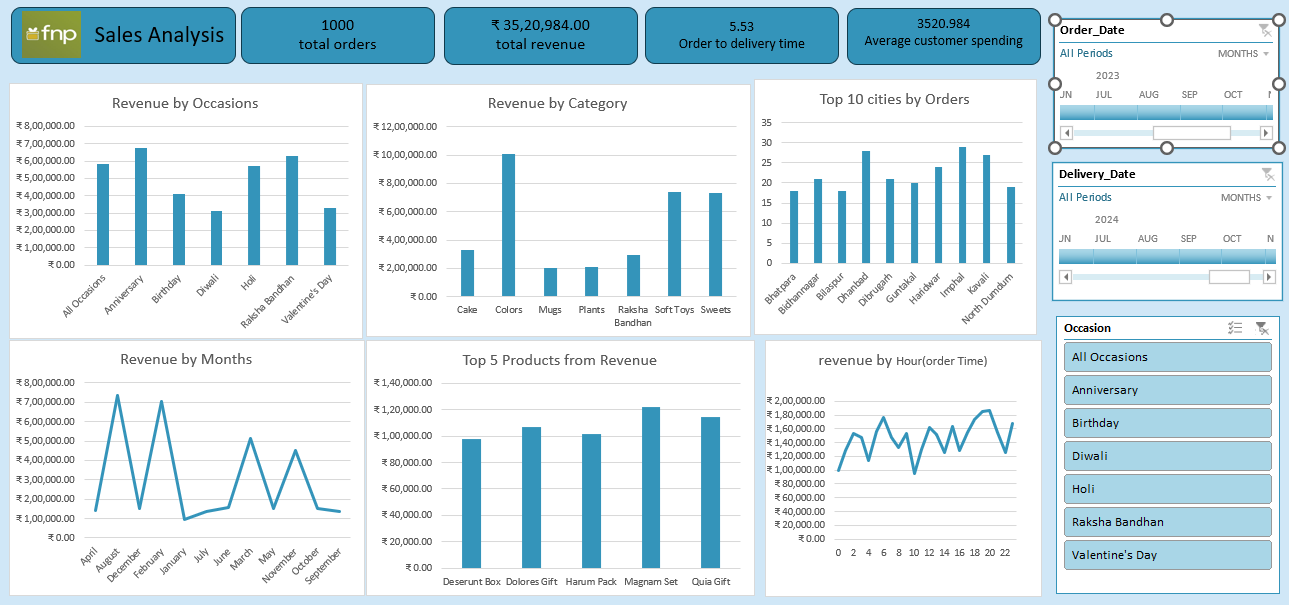 fnp
Sales Analysis
1000
total orders
₹ 35,20,984.00
total revenue
5.53
Order to delivery time
3520.984
Average customer spending
Order_Date
All Periods
MONTHS
2023
JUL AUG SEP OCT
Delivery_Date
All Periods
MONTHS
2024
JUL AUG SEP OCT
Occasion
All Occasions
Anniversary
Birthday
Diwali
Holi
Raksha Bandhan
Valentine's Day
Revenue by Occasions
₹ 8,00,000.00
₹ 7,00,000.00
₹ 6,00,000.00
₹ 5,00,000.00
₹ 4,00,000.00
₹ 3,00,000.00
₹ 2,00,000.00
₹ 1,00,000.00
₹ 0.00
All Occasions
Anniversary
Birthday
Diwali
Holi
Raksha Bandhan
Valentine's Day
Revenue by Category
₹ 12,00,000.00
₹ 10,00,000.00
₹ 8,00,000.00
₹ 6,00,000.00
₹ 4,00,000.00
₹ 2,00,000.00
₹ 0.00
Cake Colors Mugs Plants Raksha Soft Toys Sweets
Bandhan
Top 10 cities by Orders
35
30
25
20
15
10
5
0
Bhatpara
Bidhannagar
Bilaspur
Dhanbad
Dibrugarh
Guntakal
Haridwar
Imphal
Kavali
North Dumdum
Revenue by Months
₹ 8,00,000.00
₹ 7,00,000.00
₹ 6,00,000.00
₹ 5,00,000.00
₹ 4,00,000.00
₹ 3,00,000.00
₹ 2,00,000.00
₹ 1,00,000.00
₹ 0.00
April
August
December
February
January
July
June
March
May
November
October
September
Top 5 Products from Revenue
₹ 1,40,000.00
₹ 1,20,000.00
₹ 1,00,000.00
₹ 80,000.00
₹ 60,000.00
₹ 40,000.00
₹ 20,000.00
₹ 0.00
Deserunt Box Dolores Gift Harum Pack Magnam Set Quia Gift
revenue by Hour(order Time)
₹ 2,00,000.00
₹ 1,80,000.00
₹ 1,60,000.00
₹ 1,40,000.00
₹ 1,20,000.00
₹ 1,00,000.00
₹ 80,000.00
₹ 60,000.00
₹ 40,000.00
₹ 20,000.00
₹ 0.00
0 2 4 6 8 10 12 14 16 18 20 22